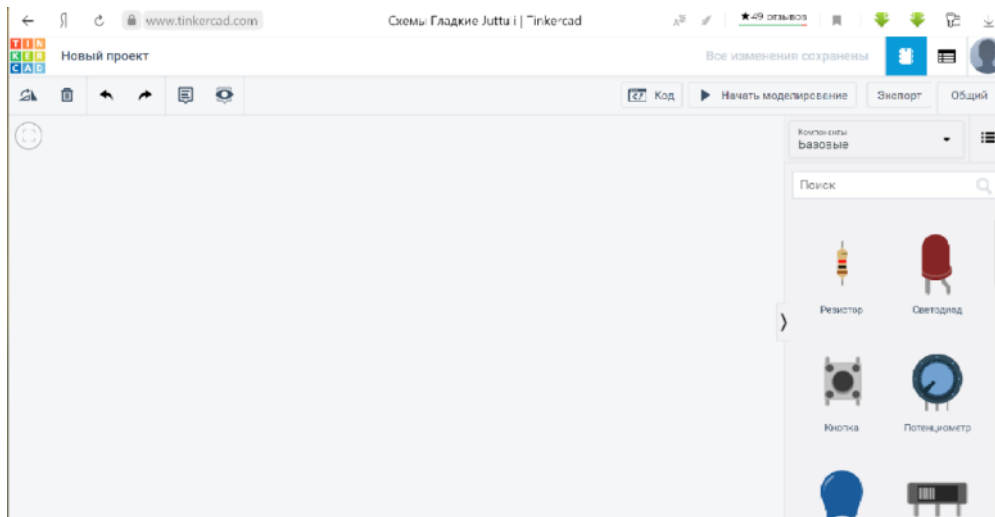 www.tinkercad.com
Схемы Гладкие Juttu i | Tinkercad
★49 отзывов
TIN
KER
CAD
Новый проект
Все изменения сохранены
Код
Начать моделирование
Экспорт
Общий
Компоненты
Базовые
Поиск
Резистор
Светодиод
Кнопка
Потенциометр